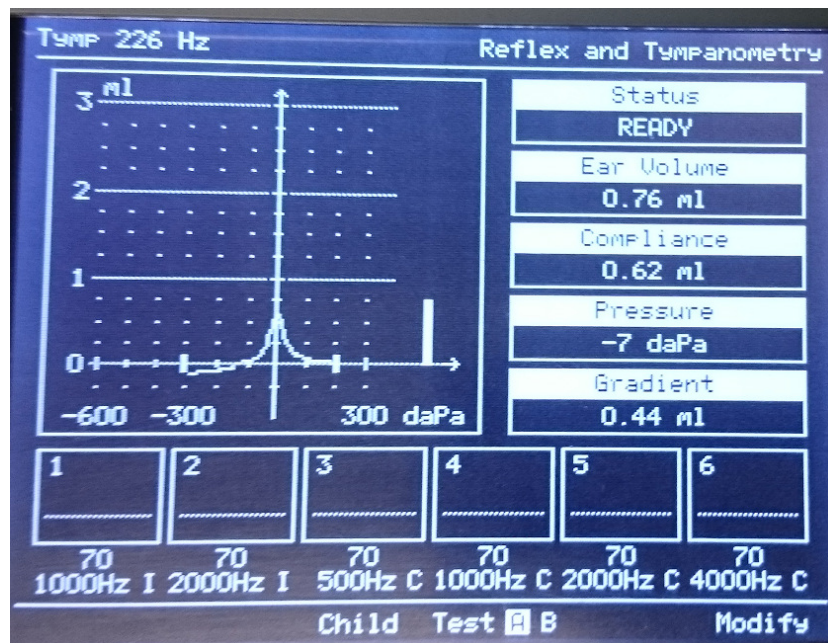 Tymp 226 Hz
Reflex and Tympanometry
ml
3
2
1
0
-600 -300 300 daPa
Status
READY
Ear Volume
0.76 ml
Compliance
0.62 ml
Pressure
-7 daPa
Gradient
0.44 ml
1 2 3 4 5 6
70 70 70 70 70 70
1000Hz I 2000Hz I 500Hz C 1000Hz C 2000Hz C 4000Hz C
Child Test A B Modify